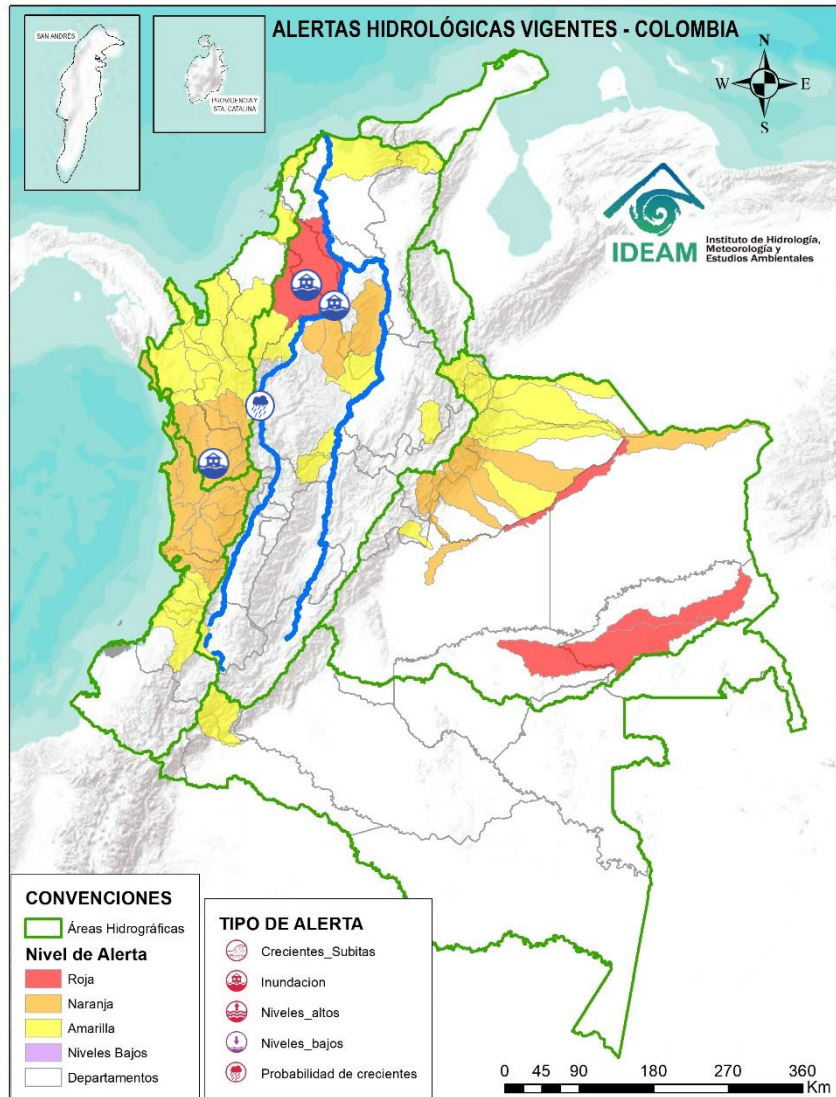 ALERTAS HIDROLÓGICAS VIGENTES - COLOMBIA
SAN ANDRÉS
PROVIDENCIA Y
STA. CATALINA
N
W
E
S
IDEAM
Instituto de Hidrología,
Meteorología y
Estudios Ambientales
CONVENCIONES
Áreas Hidrográficas
Nivel de Alerta
Roja
Naranja
Amarilla
Niveles Bajos
Departamentos
TIPO DE ALERTA
Crecientes_Subitas
Inundacion
Niveles_altos
Niveles_bajos
Probabilidad de crecientes
0 45 90 180 270 360
Km